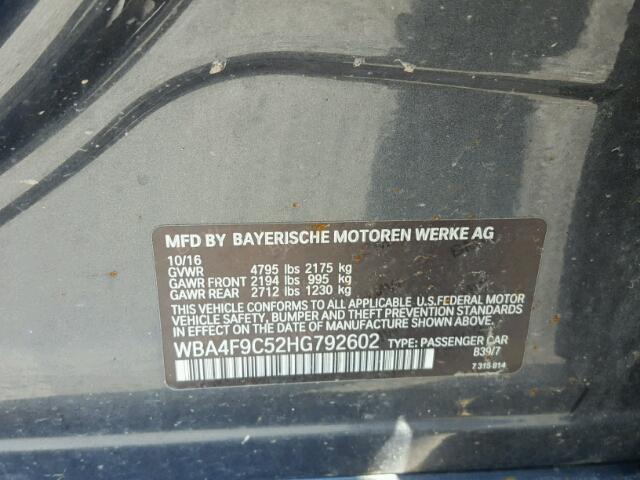 MFD BY BAYERISCHE MOTOREN WERKE AG
10/16
GVWR 4795 lbs 2175 kg
GAWR FRONT 2194 lbs 995 kg
GAWR REAR 2712 lbs 1230 kg
THIS VEHICLE CONFORMS TO ALL APPLICABLE U.S.FEDERAL MOTOR
VEHICLE SAFETY, BUMPER AND THEFT PREVENTION STANDARDS
IN EFFECT ON THE DATE OF MANUFACTURE SHOWN ABOVE.
WBA4F9C52HG792602 TYPE: PASSENGER CAR
B39/7
7 315 814